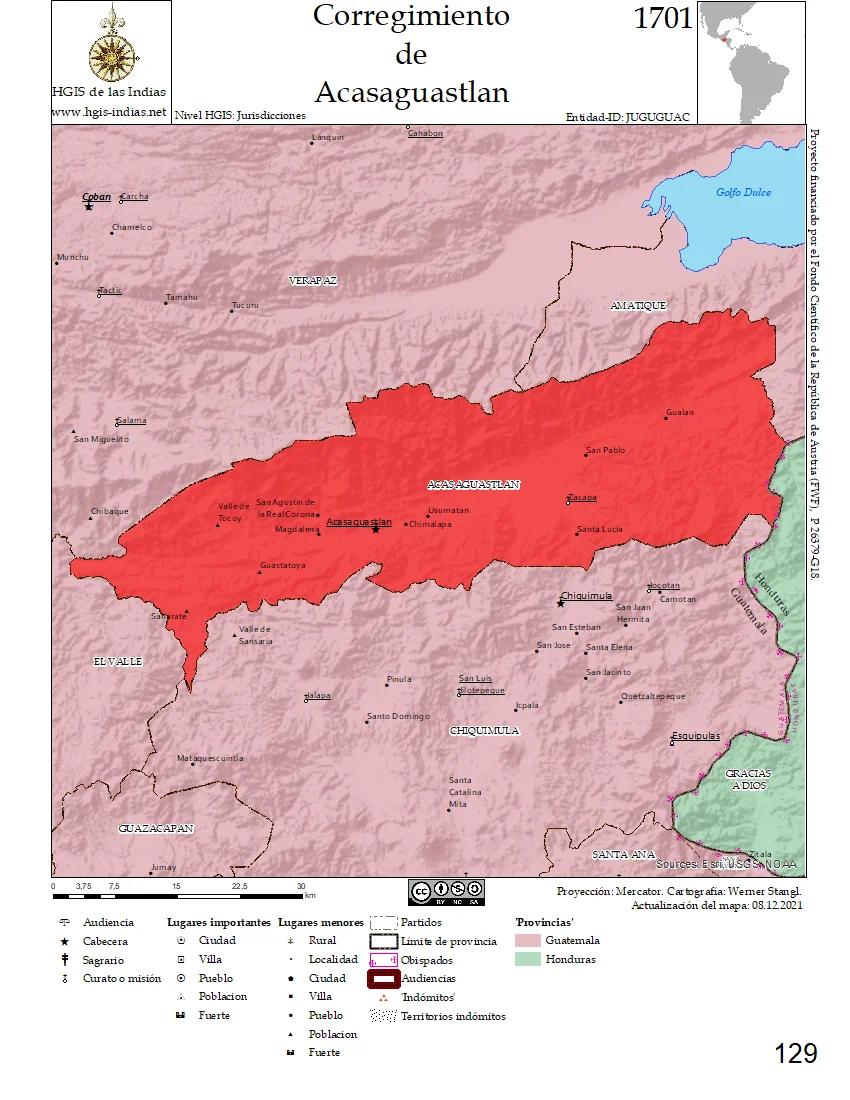 Corregimiento
de
Acasaguastlan
1701
HGIS de las Indias
www.hgis-indias.net
Nivel HGIS: Jurisdicciones
Entidad-ID: JUGUGUAC
Proyecto financiado por el Fondo Científico de la República de Austria (FWF), P 26379-G18.
Lanquin
Cahabon
Golfo Dulce
Coban
Carcha
Chamelco
Munchu
Tactic
Tamahu
Tucuru
VERAPAZ
AMATIQUE
Gualan
Salama
San Miguelito
San Pablo
ACASAGUASTLAN
Zacapa
Chibaque
Valle de
Tocoy
San Agustin de
la Real Corona
Usumatan
Acasaguastlan
Chimalapa
Magdalena
Santa Lucia
Guastatoya
Jocotan
Camotan
Chiquimula
Honduras
Guatemala
San Juan
Hermita
Sanarate
Valle de
Sansaria
San Esteban
San Jose
Santa Elena
EL VALLE
Pinula
San Luis
Jilotepeque
San Jacinto
Jalapa
Quetzaltepeque
GUATEMALA
HONDURAS
Icpala
Santo Domingo
CHIQUIMULA
Esquipulas
Mataquescuintla
GRACIAS
A DIOS
Santa
Catalina
Mita
GUAZACAPAN
SANTA ANA
Zitala
Jumay
Sources: Esri, USGS, NOAA
0 3,75 7,5 15 22,5 30
km
CC BY NC SA
Proyección: Mercator. Cartografía: Werner Stangl.
Actualización del mapa: 08.12.2021
Audiencia
Cabecera
Sagrario
Curato o misión
Lugares importantes
Ciudad
Villa
Pueblo
Poblacion
Fuerte
Lugares menores
Rural
Localidad
Ciudad
Villa
Pueblo
Poblacion
Fuerte
Partidos
Límite de provincia
Obispados
Audiencias
'Indómitos'
Territorios indómitos
'Provincias'
Guatemala
Honduras
129